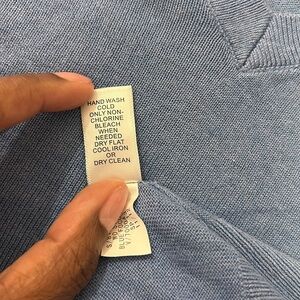 HAND WASH
COLD
ONLY NON-
CHLORINE
BLEACH
WHEN
NEEDED
DRY FLAT
COOL IRON
OR
DRY CLEAN